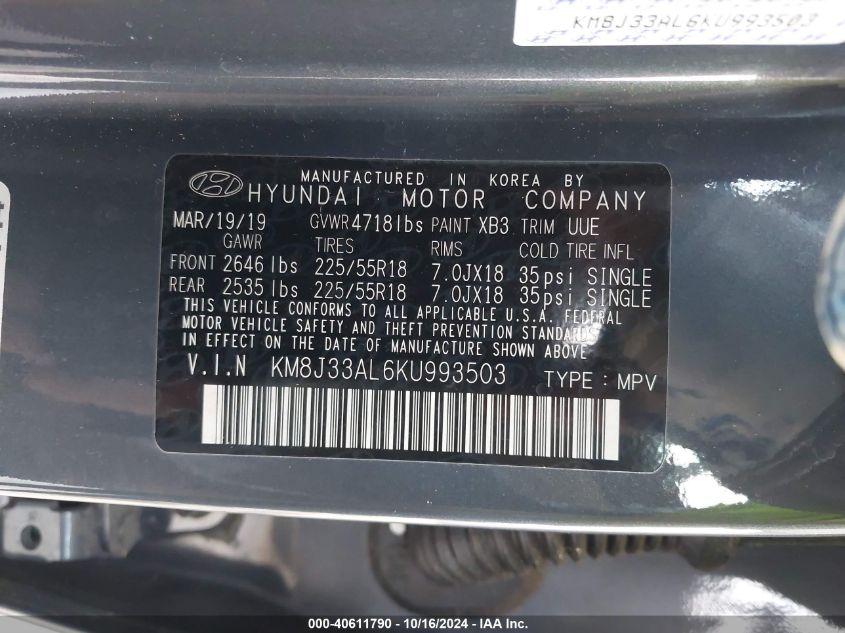 KM8J33AL6KU993503
MANUFACTURED IN KOREA BY
HYUNDAI MOTOR COMPANY
MAR/19/19 GVWR 4718 lbs PAINT XB3 TRIM UUE
GAWR TIRES RIMS COLD TIRE INFL
FRONT 2646 lbs 225/55R18 7.0JX18 35psi SINGLE
REAR 2535 lbs 225/55R18 7.0JX18 35psi SINGLE
THIS VEHICLE CONFORMS TO ALL APPLICABLE U.S.A. FEDERAL
MOTOR VEHICLE SAFETY AND THEFT PREVENTION STANDARDS
IN EFFECT ON THE DATE OF MANUFACTURE SHOWN ABOVE
V.I.N KM8J33AL6KU993503 TYPE : MPV
000-40611790 - 10/16/2024 - IAA Corp.